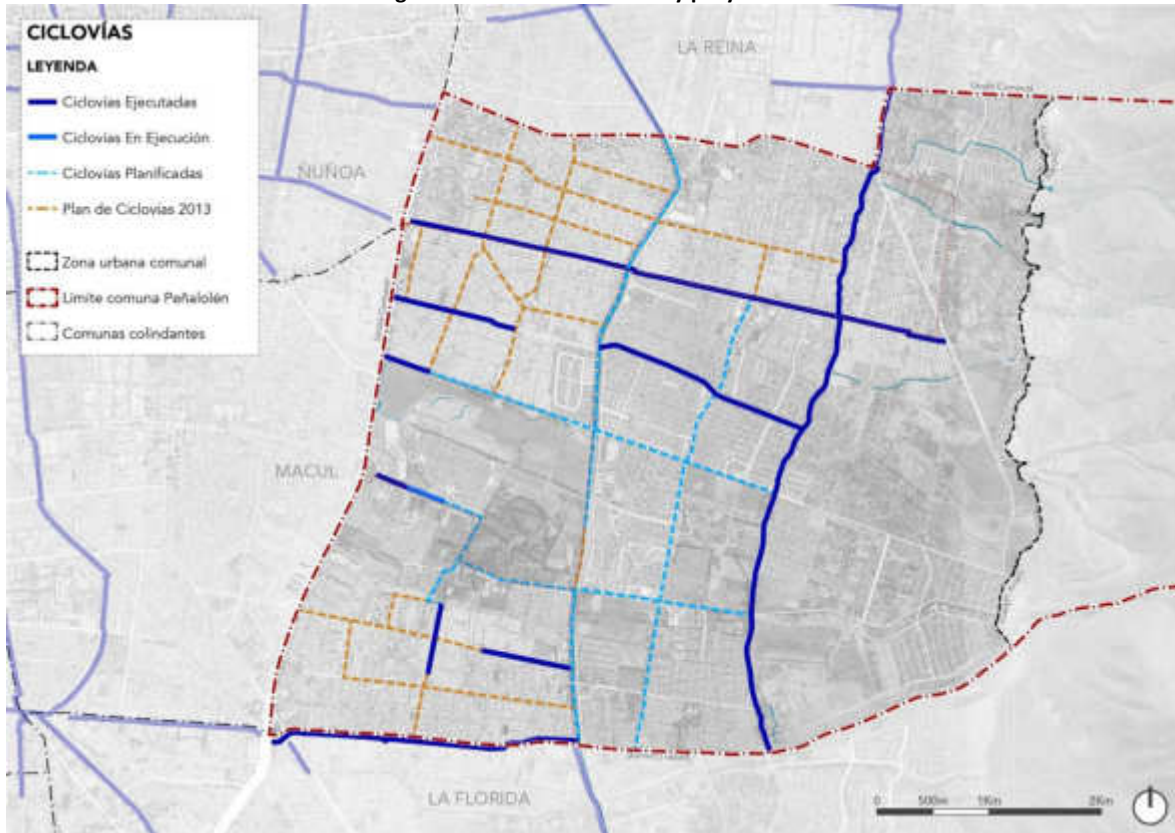 CICLOVÍAS
LEYENDA
Ciclovías Ejecutadas
Ciclovías En Ejecución
Ciclovías Planificadas
Plan de Ciclovías 2013
Zona urbana comunal
Límite comuna Peñalolén
Comunas colindantes
LA REINA
ÑUÑOA
MACUL
LA FLORIDA
0 500m 1Km 2Km